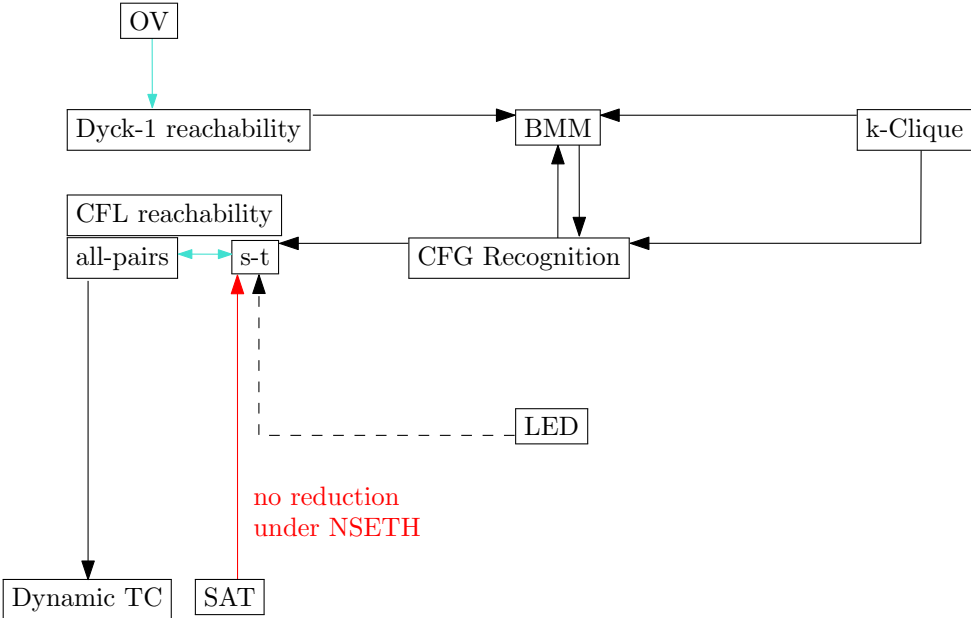 OV
Dyck-1 reachability
BMM
k-Clique
CFL reachability
all-pairs
s-t
CFG Recognition
LED
no reduction
under NSETH
Dynamic TC
SAT